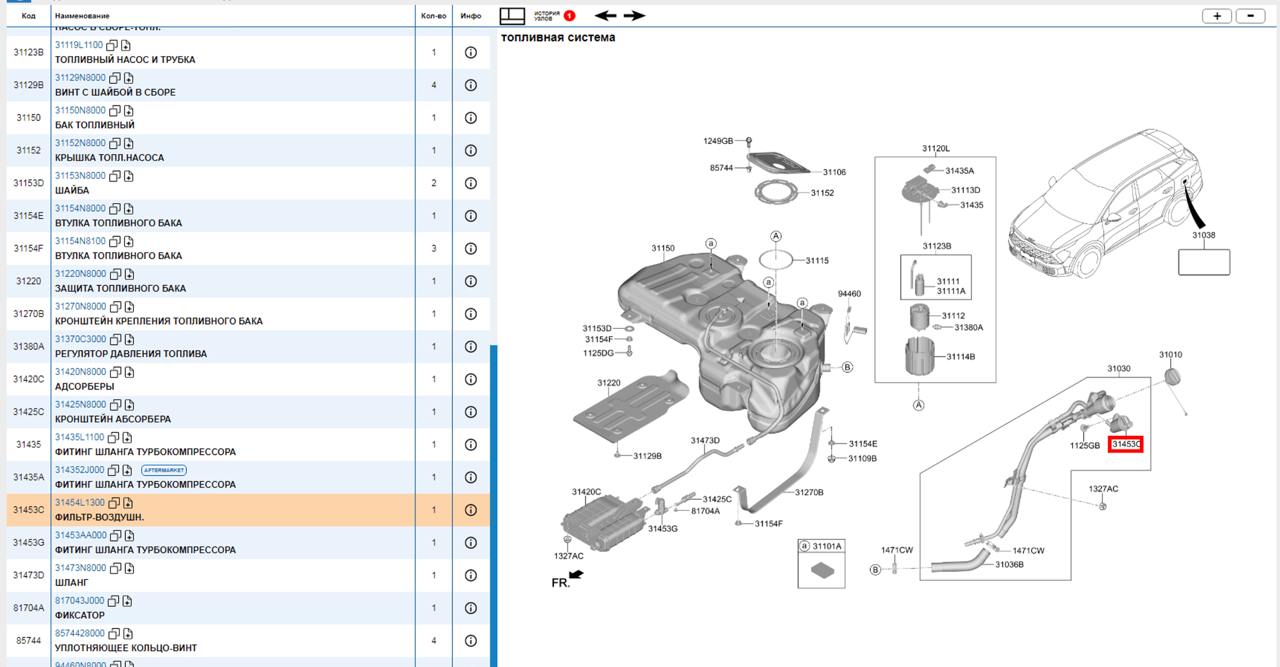 Код Наименование Кол-во Инфо
НАСОС В СБОРЕ-ТОПЛ.
31123B 31119L1100 1
ТОПЛИВНЫЙ НАСОС И ТРУБКА
31129B 31129N8000 4
ВИНТ С ШАЙБОЙ В СБОРЕ
31150 31150N8000 1
БАК ТОПЛИВНЫЙ
31152 31152N8000 1
КРЫШКА ТОПЛ.НАСОСА
31153D 31153N8000 2
ШАЙБА
31154E 31154N8000 1
ВТУЛКА ТОПЛИВНОГО БАКА
31154F 31154N8100 3
ВТУЛКА ТОПЛИВНОГО БАКА
31220 31220N8000 1
ЗАЩИТА ТОПЛИВНОГО БАКА
31270B 31270N8000 1
КРОНШТЕЙН КРЕПЛЕНИЯ ТОПЛИВНОГО БАКА
31380A 31370C3000 1
РЕГУЛЯТОР ДАВЛЕНИЯ ТОПЛИВА
31420C 31420N8000 1
АДСОРБЕРЫ
31425C 31425N8000 1
КРОНШТЕЙН АБСОРБЕРА
31435 31435L1100 1
ФИТИНГ ШЛАНГА ТУРБОКОМПРЕССОРА
31435A 314352J000 AFTERMARKET 1
ФИТИНГ ШЛАНГА ТУРБОКОМПРЕССОРА
31453C 31454L1300 1
ФИЛЬТР-ВОЗДУШН.
31453G 31453AA000 1
ФИТИНГ ШЛАНГА ТУРБОКОМПРЕССОРА
31473D 31473N8000 1
ШЛАНГ
81704A 817043J000 1
ФИКСАТОР
85744 8574428000 4
УПЛОТНЯЮЩЕЕ КОЛЬЦО-ВИНТ
94460N8000
ИСТОРИЯ
УЗЛОВ
1
+ -
топливная система
1249GB
85744
31106
31152
31120L
31435A
31113D
31435
31123B
31111
31111A
31112
31380A
31114B
A
31038
31150
a
A
31115
a
a
94460
31153D
31154F
1125DG
B
31220
31129B
31473D
31154E
31109B
31270B
31154F
31420C
31425C
81704A
31453G
1327AC
FR.
a 31101A
31010
31030
1125GB
31453C
1327AC
1471CW
1471CW
B
31036B